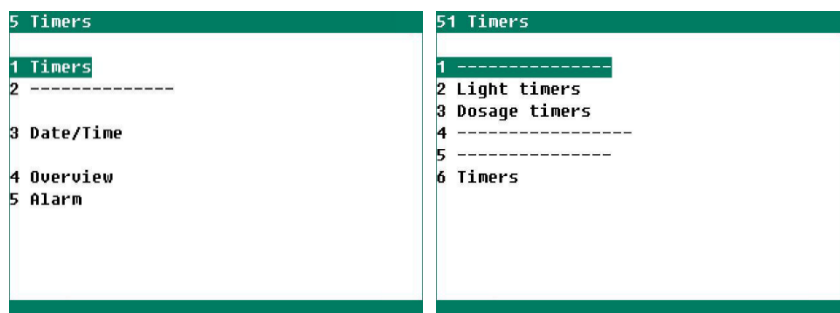 5 Timers
1 Timers
2 --------------
3 Date/Time
4 Overview
5 Alarm
51 Timers
1 ---------------
2 Light timers
3 Dosage timers
4 -----------------
5 ---------------
6 Timers